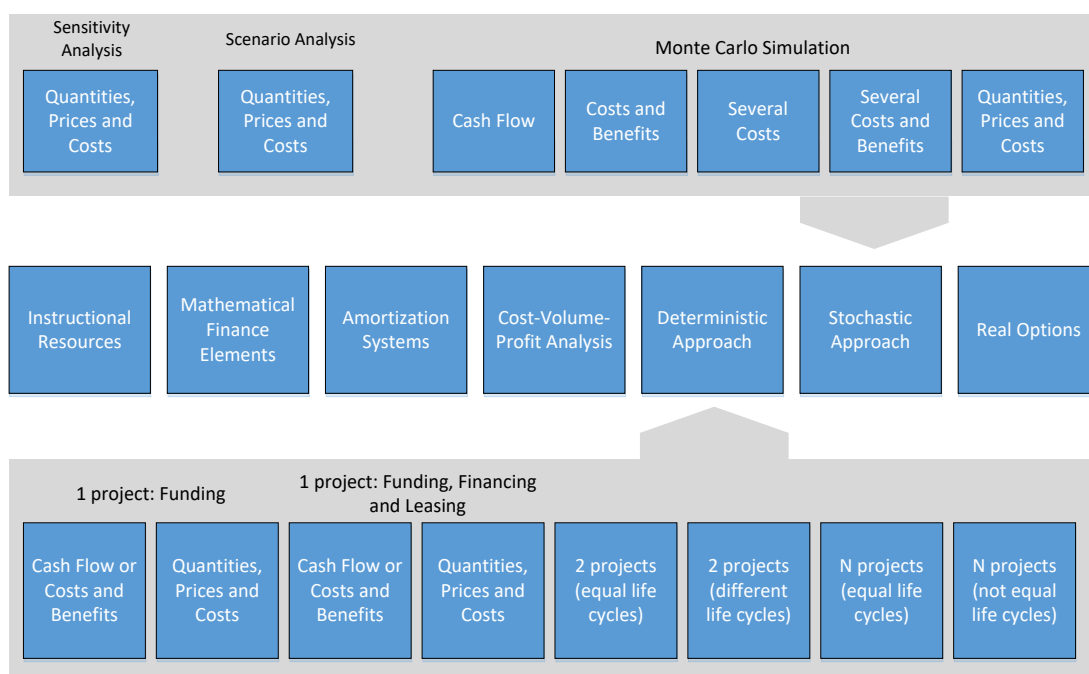 Sensitivity
Analysis
Scenario Analysis
Monte Carlo Simulation
Quantities,
Prices and
Costs
Quantities,
Prices and
Costs
Cash Flow
Costs and
Benefits
Several
Costs
Several
Costs and
Benefits
Quantities,
Prices and
Costs
Instructional
Resources
Mathematical
Finance
Elements
Amortization
Systems
Cost-Volume-
Profit Analysis
Deterministic
Approach
Stochastic
Approach
Real Options
1 project: Funding
1 project: Funding, Financing
and Leasing
Cash Flow or
Costs and
Benefits
Quantities,
Prices and
Costs
Cash Flow or
Costs and
Benefits
Quantities,
Prices and
Costs
2 projects
(equal life
cycles)
2 projects
(different
life cycles)
N projects
(equal life
cycles)
N projects
(not equal
life cycles)